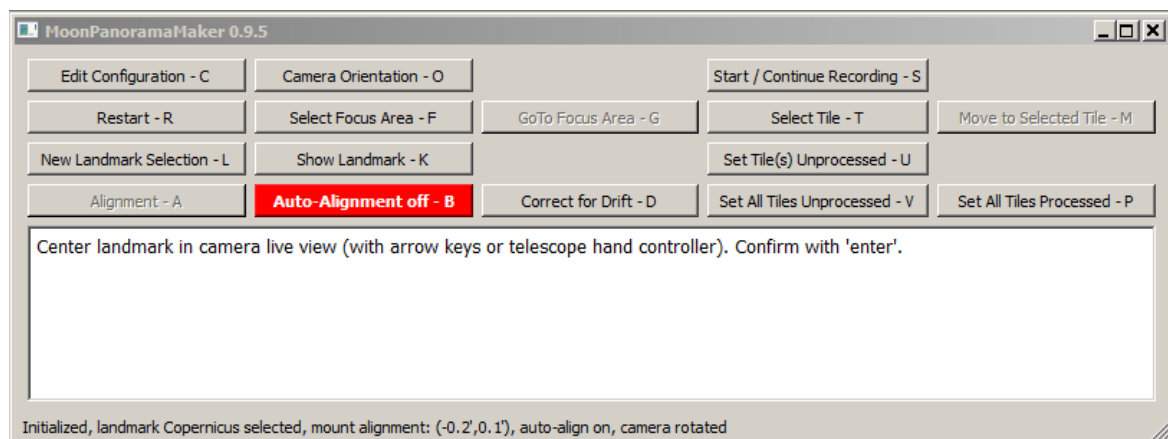 MoonPanoramaMaker 0.9.5
Edit Configuration - C Camera Orientation - O Start / Continue Recording - S
Restart - R Select Focus Area - F GoTo Focus Area - G Select Tile - T Move to Selected Tile - M
New Landmark Selection - L Show Landmark - K Set Tile(s) Unprocessed - U
Alignment - A Auto-Alignment off - B Correct for Drift - D Set All Tiles Unprocessed - V Set All Tiles Processed - P
Center landmark in camera live view (with arrow keys or telescope hand controller). Confirm with 'enter'.
Initialized, landmark Copernicus selected, mount alignment: (-0.2',0.1'), auto-align on, camera rotated